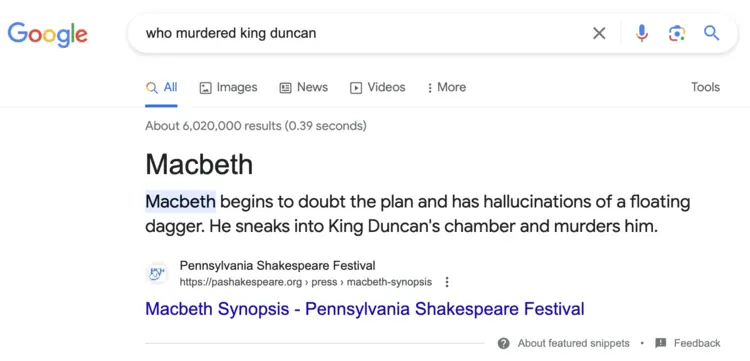 Google
who murdered king duncan
All Images News Videos More Tools
About 6,020,000 results (0.39 seconds)
Macbeth
Macbeth begins to doubt the plan and has hallucinations of a floating
dagger. He sneaks into King Duncan's chamber and murders him.
Pennsylvania Shakespeare Festival
https://pashakespeare.org › press › macbeth-synopsis
Macbeth Synopsis - Pennsylvania Shakespeare Festival
About featured snippets • Feedback